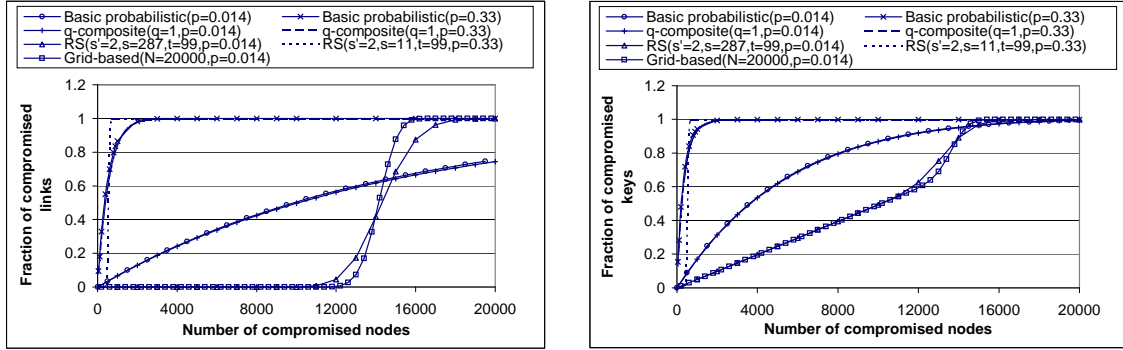 Basic probabilistic(p=0.014) Basic probabilistic(p=0.33)
q-composite(q=1,p=0.014) q-composite(q=1,p=0.33)
RS(s'=2,s=287,t=99,p=0.014) RS(s'=2,s=11,t=99,p=0.33)
Grid-based(N=20000,p=0.014)
1.2
1
0.8
0.6
0.4
0.2
0
0 4000 8000 12000 16000 20000
Number of compromised nodes
Fraction of compromised
links
Basic probabilistic(p=0.014) Basic probabilistic(p=0.33)
q-composite(q=1,p=0.014) q-composite(q=1,p=0.33)
RS(s'=2,s=287,t=99,p=0.014) RS(s'=2,s=11,t=99,p=0.33)
Grid-based(N=20000,p=0.014)
1.2
1
0.8
0.6
0.4
0.2
0
0 4000 8000 12000 16000 20000
Number of compromised nodes
Fraction of compromised
keys